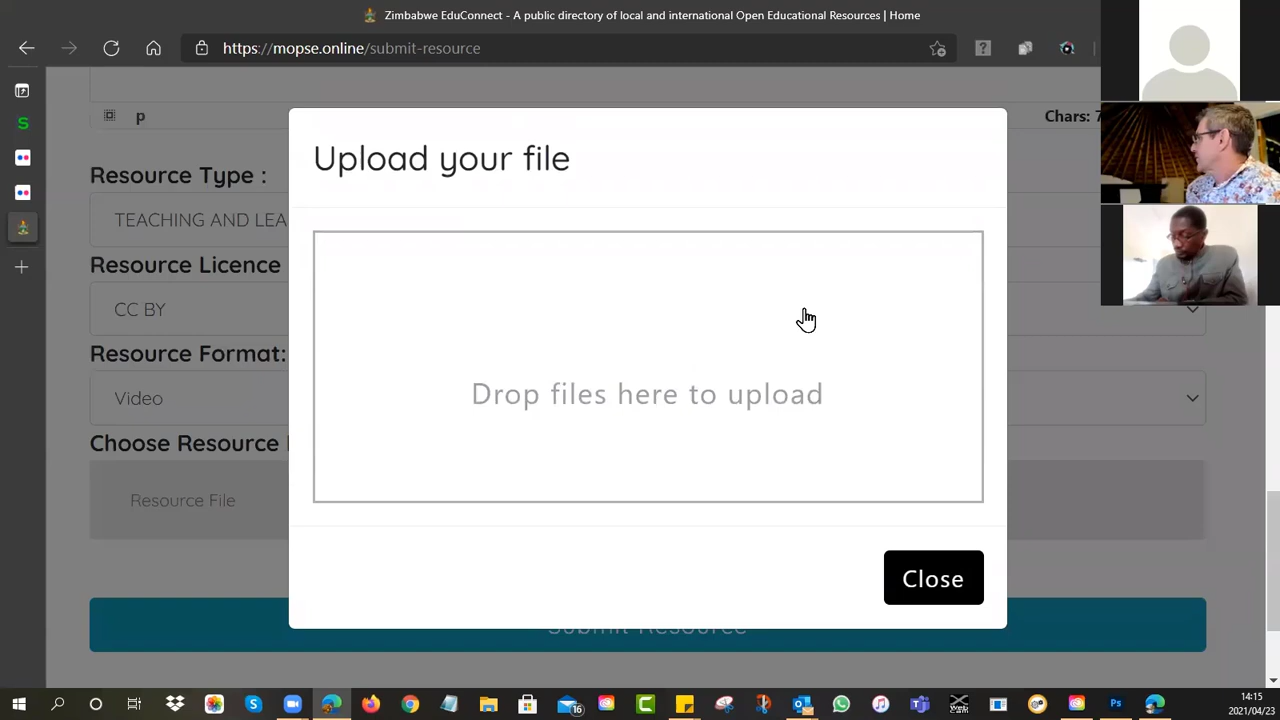 Zimbabwe EduConnect - A public directory of local and international Open Educational Resources | Home
https://mopse.online/submit-resource
p
Chars: 7
Upload your file
Resource Type :
TEACHING AND LEA
Resource Licence
CC BY
Resource Format:
Video
Drop files here to upload
Choose Resource
Resource File
Close
Submit Resource
16
14:15
2021/04/23